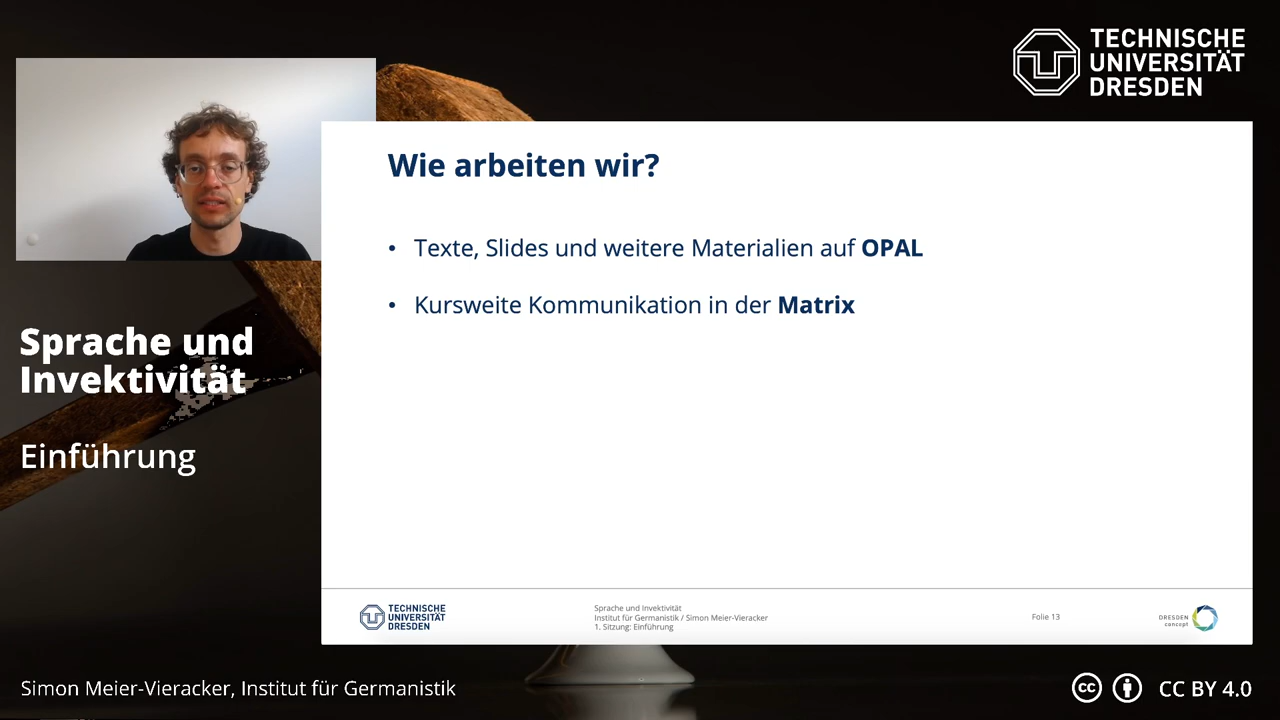 TECHNISCHE
UNIVERSITÄT
DRESDEN
Wie arbeiten wir?
• Texte, Slides und weitere Materialien auf OPAL
• Kursweite Kommunikation in der Matrix
Sprache und
Invektivität
Einführung
TECHNISCHE
UNIVERSITÄT
DRESDEN
Sprache und Invektivität
Institut für Germanistik / Simon Meier-Vieracker
1. Sitzung: Einführung
Folie 13
DRESDEN
concept
Simon Meier-Vieracker, Institut für Germanistik
cc
CC BY 4.0